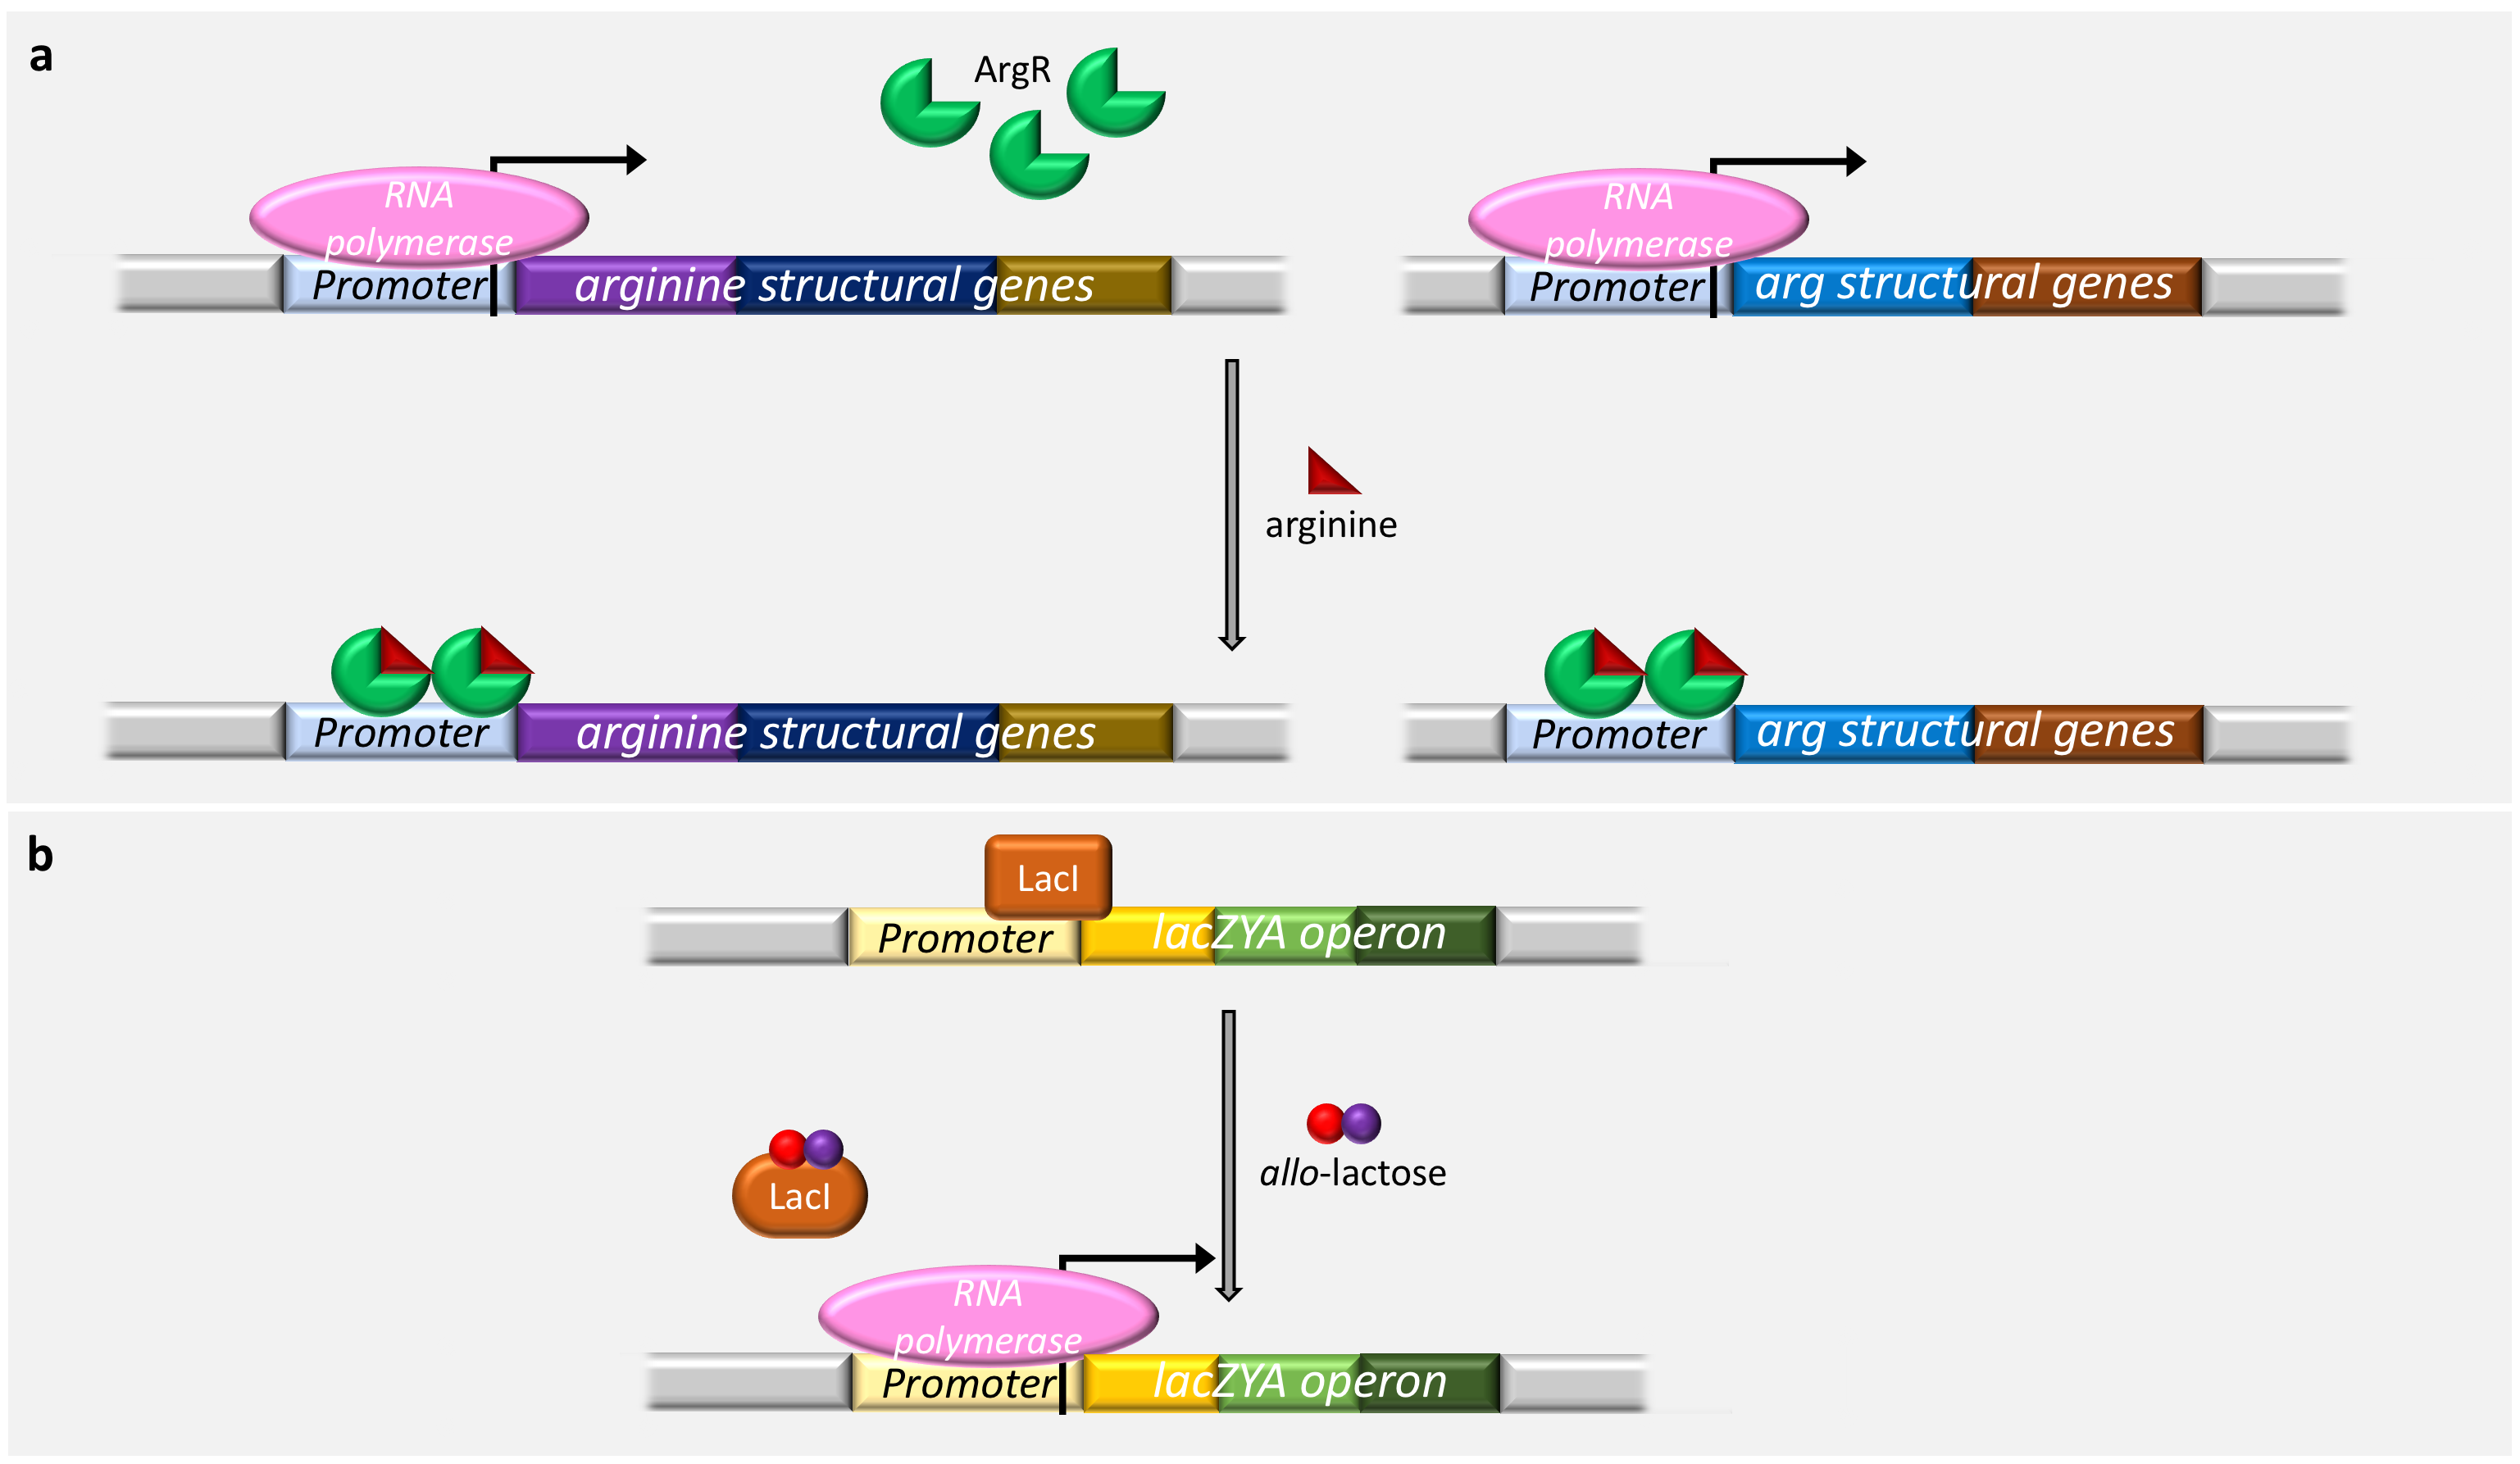 a
ArgR
RNA
polymerase
Promoter
arginine structural genes
RNA
polymerase
Promoter
arg structural genes
arginine
Promoter
arginine structural genes
Promoter
arg structural genes
b
LacI
Promoter
lacZYA operon
allo-lactose
LacI
RNA
polymerase
Promoter
lacZYA operon